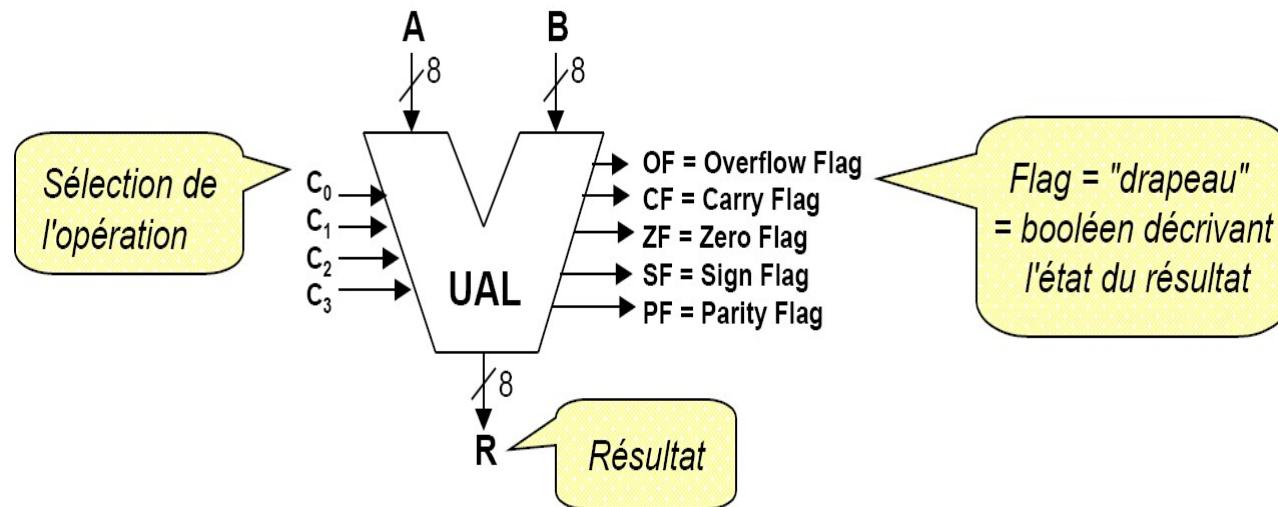 A
B
8
8
Sélection de
l'opération
C0
C1
C2
C3
UAL
OF = Overflow Flag
CF = Carry Flag
ZF = Zero Flag
SF = Sign Flag
PF = Parity Flag
Flag = "drapeau"
= booléen décrivant
l'état du résultat
8
R
Résultat